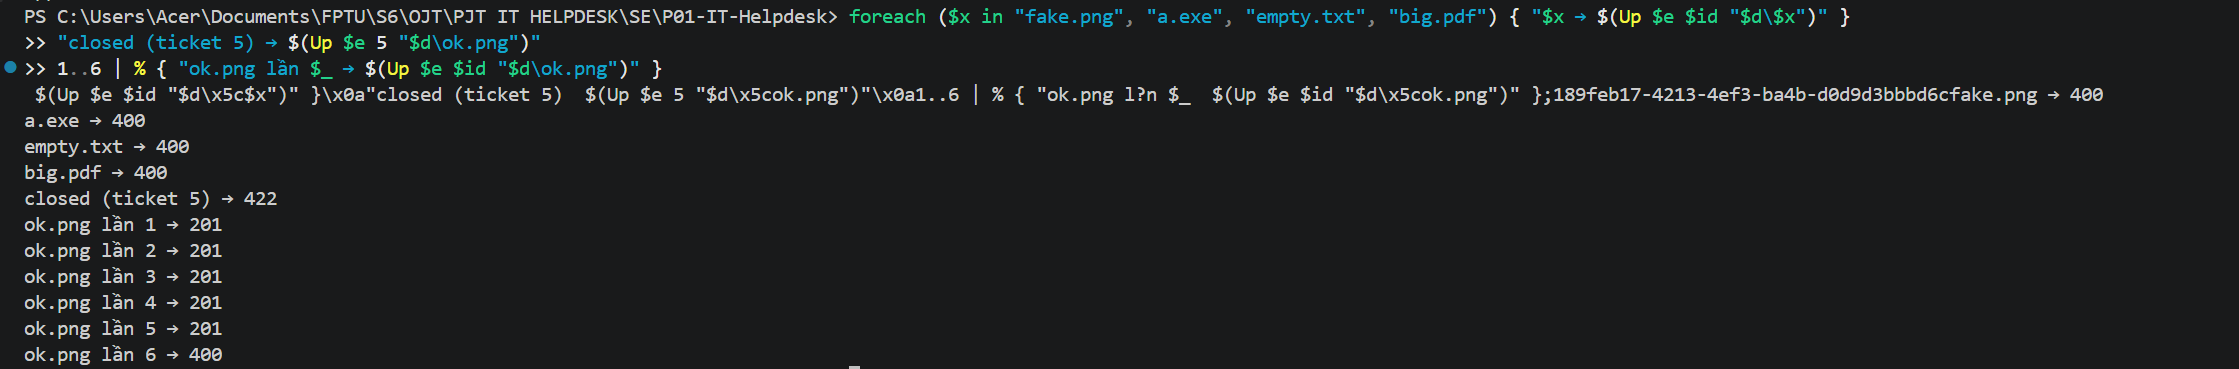 PS C:\Users\Acer\Documents\FPTU\S6\OJT\PJT IT HELPDESK\SE\P01-IT-Helpdesk> foreach ($x in "fake.png", "a.exe", "empty.txt", "big.pdf") { "$x → $(Up $e $id "$d\$x")" }
>> "closed (ticket 5) → $(Up $e 5 "$d\ok.png")"
>> 1..6 | % { "ok.png lần $_ → $(Up $e $id "$d\ok.png")" }
$(Up $e $id "$d\x5c$x")" }\x0a"closed (ticket 5)  $(Up $e 5 "$d\x5cok.png")"\x0a1..6 | % { "ok.png l?n $_  $(Up $e $id "$d\x5cok.png")" };189feb17-4213-4ef3-ba4b-d0d9d3bbbd6cfake.png → 400
a.exe → 400
empty.txt → 400
big.pdf → 400
closed (ticket 5) → 422
ok.png lần 1 → 201
ok.png lần 2 → 201
ok.png lần 3 → 201
ok.png lần 4 → 201
ok.png lần 5 → 201
ok.png lần 6 → 400